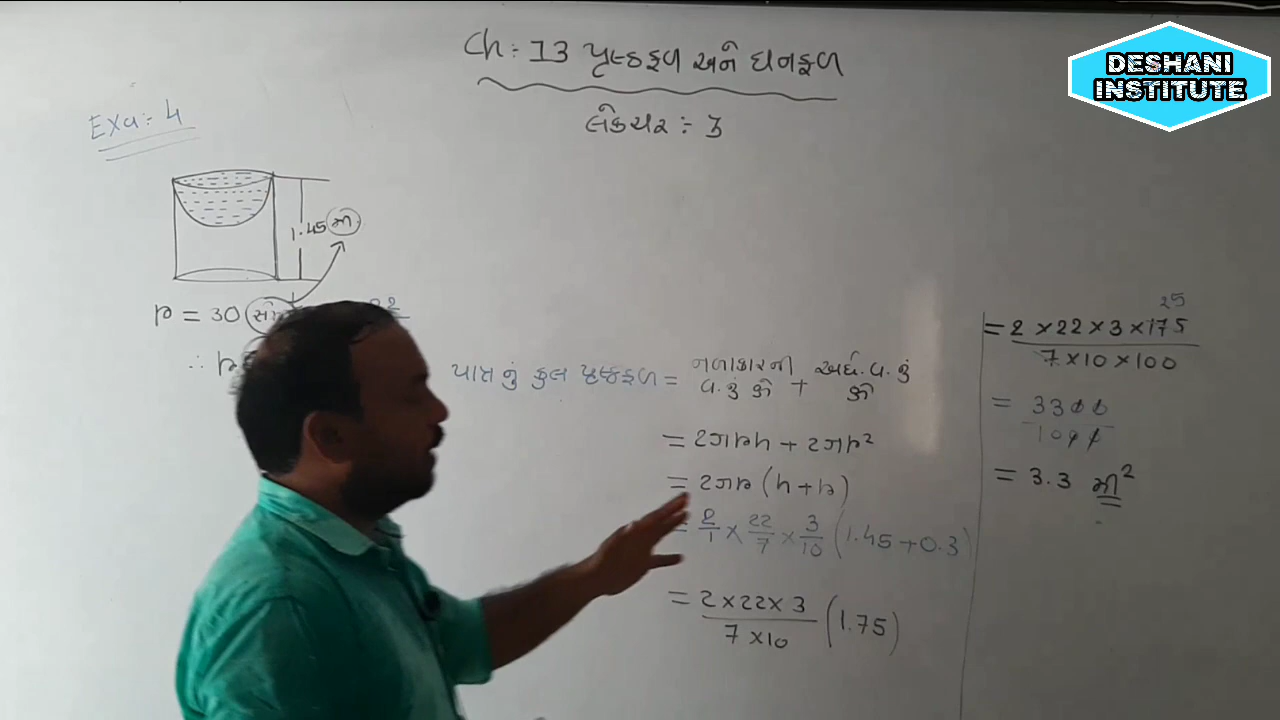 Ch : 13 પૃષ્ઠફળ અને ઘનફળ
લેક્ચર : 3
DESHANI
INSTITUTE
Exa : 4
1.45 મી
r = 30 સે
∴ r
પાત્રનું કુલ પૃષ્ઠફળ = નળાકારની વ.કું ક્ષે + અર્ધ.વ.કું ક્ષે
= 2πrh + 2πr²
= 2πr (h + r)
= 2/1 × 22/7 × 3/10 (1.45 + 0.3)
= 2×22×3 / 7×10 (1.75)
25
= 2 × 22 × 3 × 175 / 7 × 10 × 100
= 3300 / 1000
= 3.3 મી²